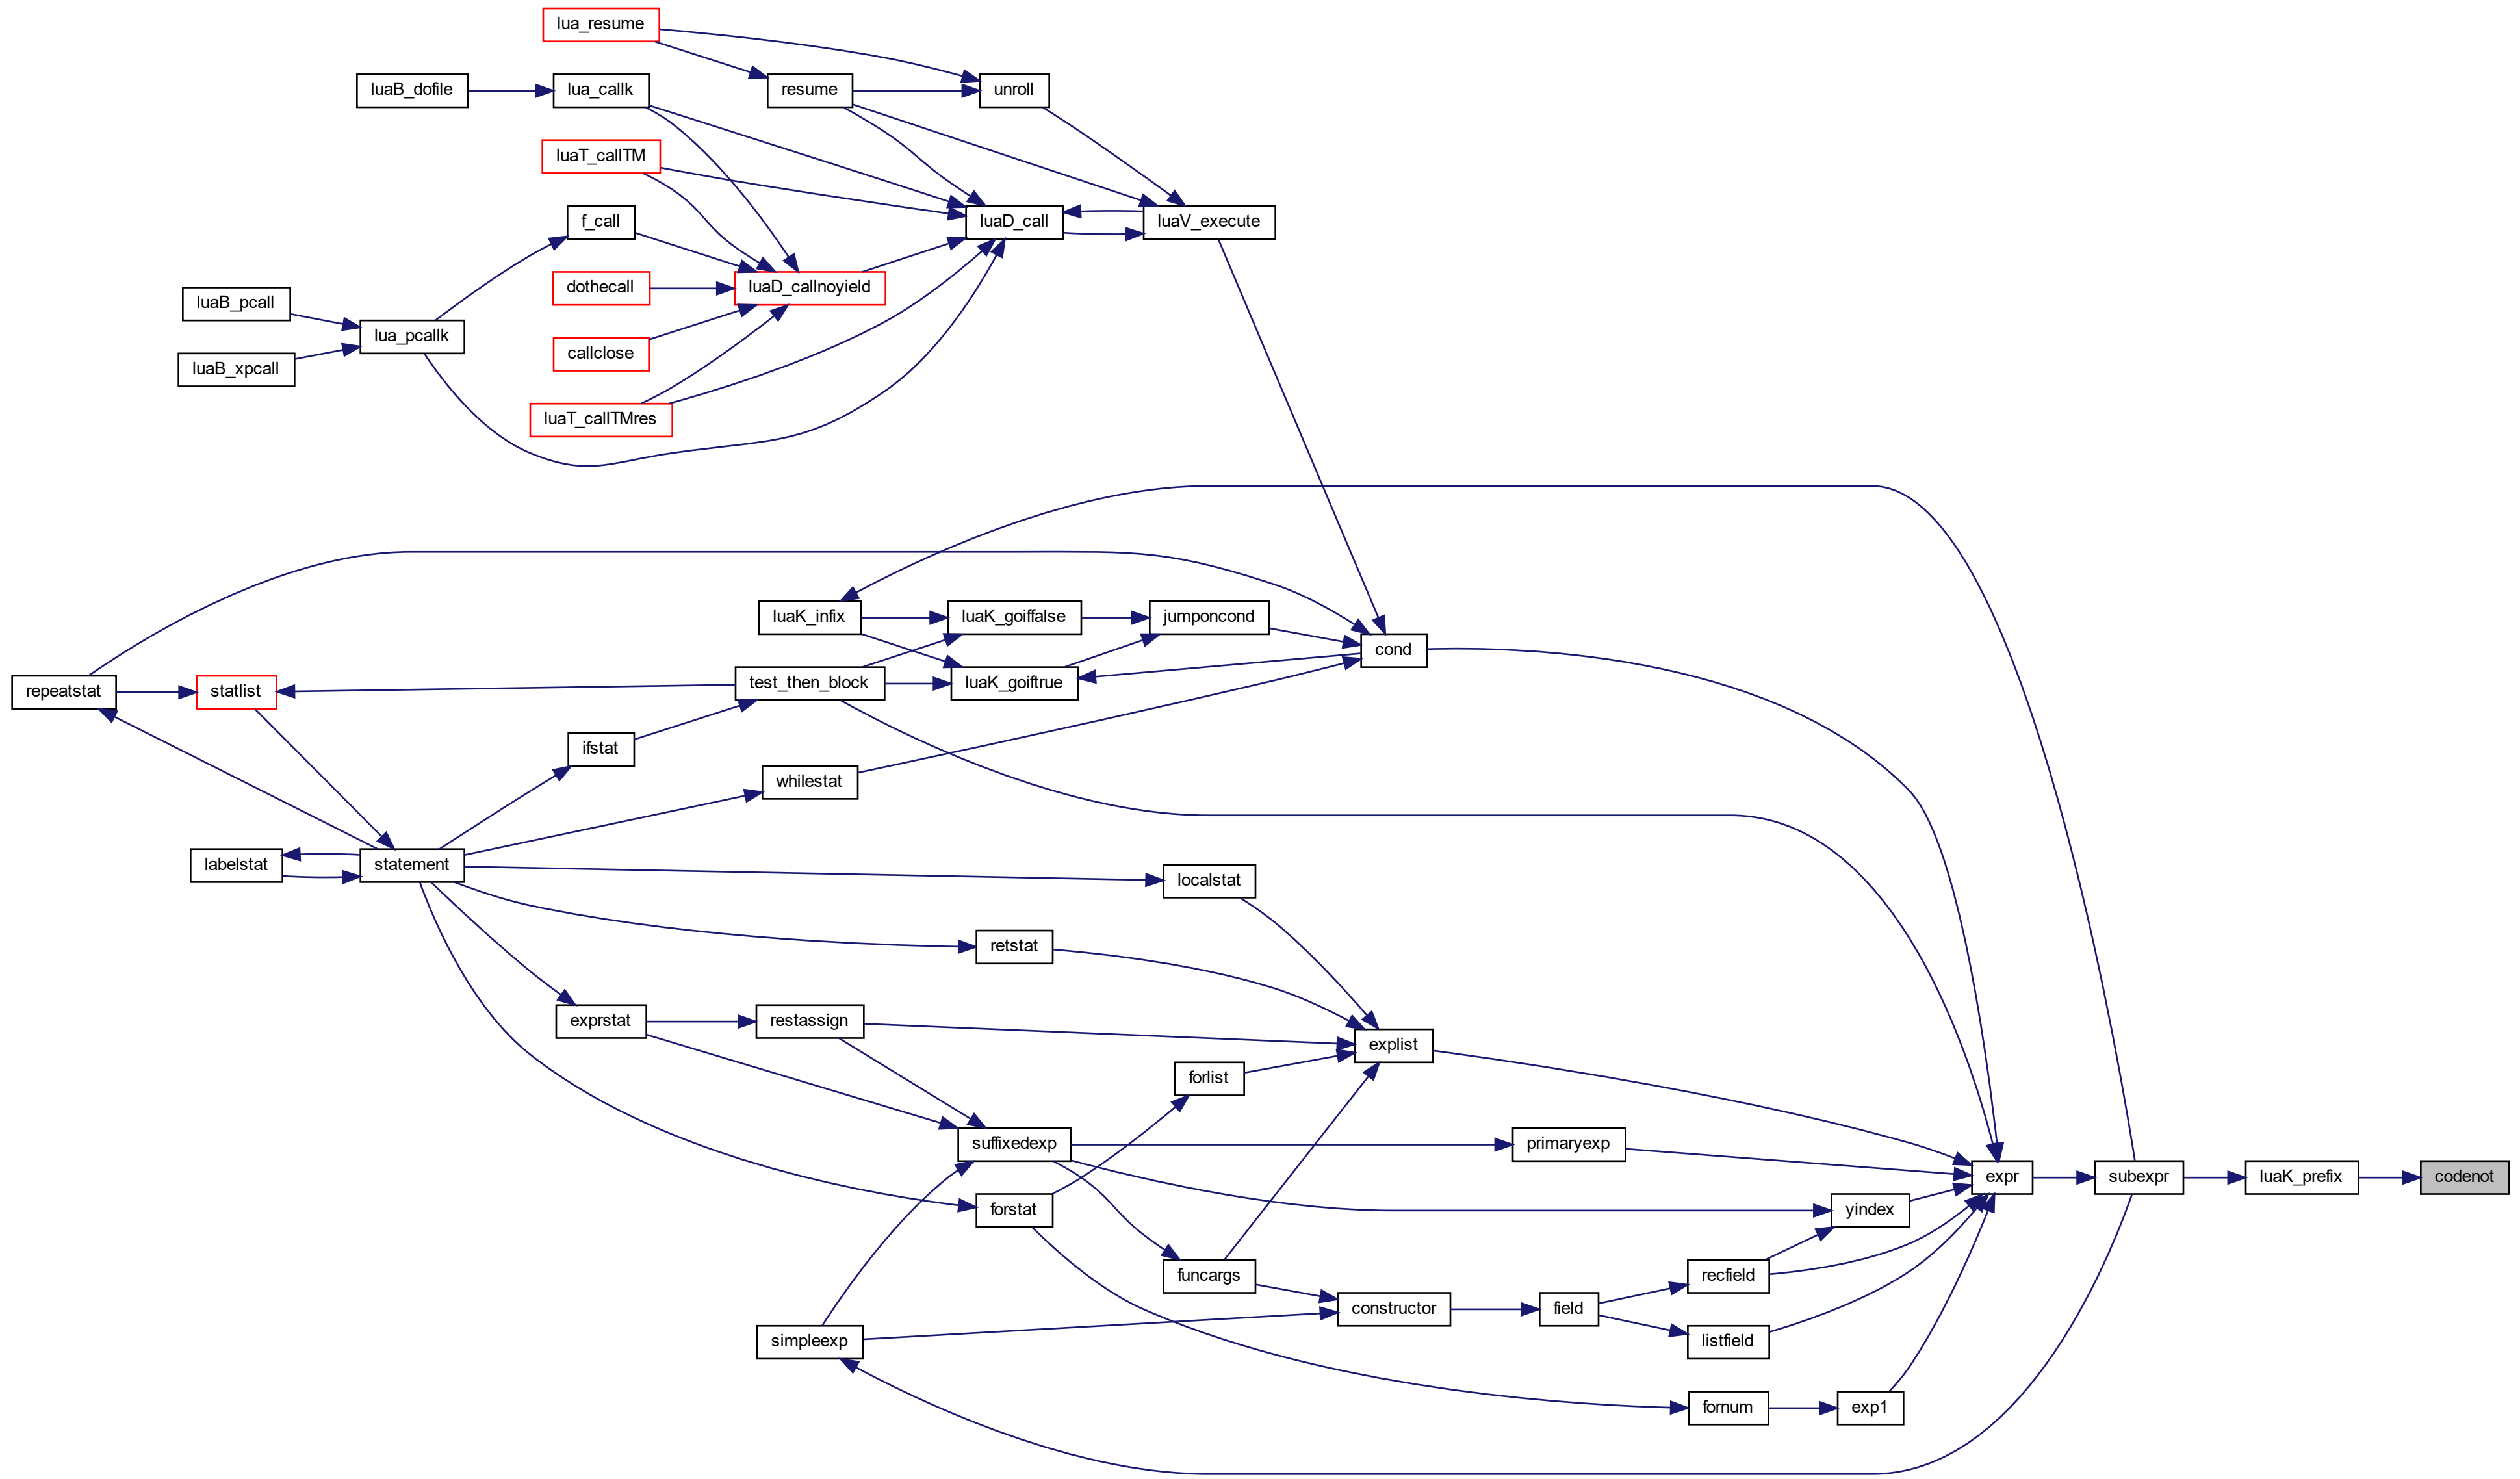 lua_resume
luaB_dofile
lua_callk
resume
unroll
luaT_callTM
f_call
luaD_call
luaV_execute
dothecall
luaD_callnoyield
luaB_pcall
lua_pcallk
callclose
luaB_xpcall
luaT_callTMres
luaK_infix
luaK_goiffalse
jumponcond
cond
repeatstat
statlist
test_then_block
luaK_goiftrue
ifstat
whilestat
labelstat
statement
localstat
retstat
exprstat
restassign
explist
forlist
suffixedexp
primaryexp
expr
subexpr
luaK_prefix
codenot
forstat
yindex
funcargs
recfield
constructor
field
simpleexp
listfield
fornum
exp1